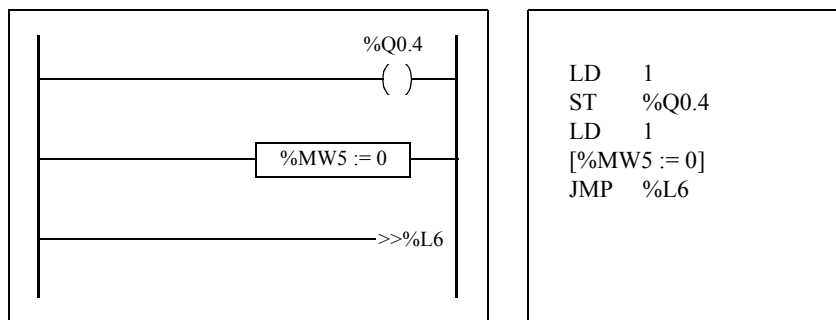 %Q0.4
( )
%MW5 := 0
>>%L6
LD 1
ST %Q0.4
LD 1
[%MW5 := 0]
JMP %L6